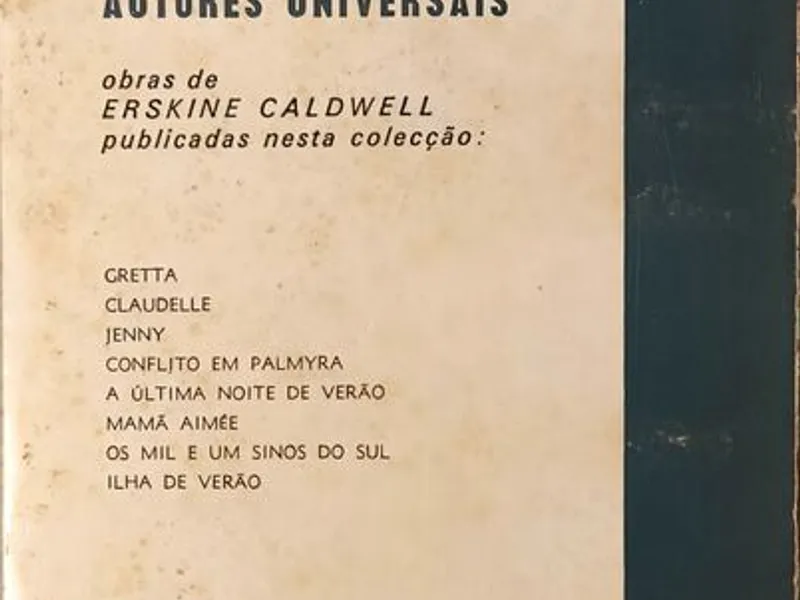 AUTORES UNIVERSAIS
obras de
ERSKINE CALDWELL
publicadas nesta colecção:
GRETTA
CLAUDELLE
JENNY
CONFLJTO EM PALMYRA
A ÚLTIMA NOITE DE VERÃO
MAMÃ AIMÉE
OS MIL E UM SINOS DO SUL
ILHA DE VERÃO